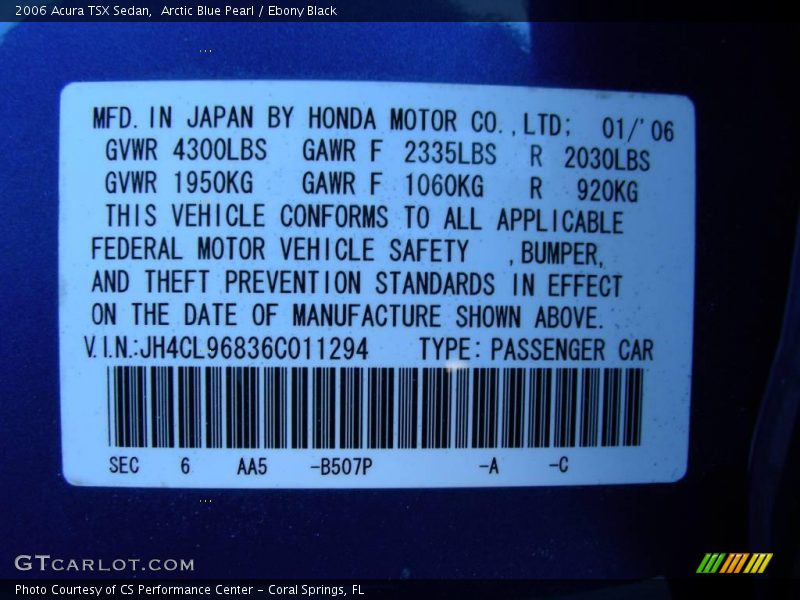 2006 Acura TSX Sedan,  Arctic Blue Pearl / Ebony Black
...
MFD. IN JAPAN BY HONDA MOTOR CO.,LTD; 01/'06
GVWR 4300LBS GAWR F 2335LBS R 2030LBS
GVWR 1950KG GAWR F 1060KG R 920KG
THIS VEHICLE CONFORMS TO ALL APPLICABLE
FEDERAL MOTOR VEHICLE SAFETY ,BUMPER,
AND THEFT PREVENTION STANDARDS IN EFFECT
ON THE DATE OF MANUFACTURE SHOWN ABOVE.
V.I.N.:JH4CL96836C011294 TYPE: PASSENGER CAR
SEC 6 AA5 -B507P -A -C
...
GTCARLOT.COM
Photo Courtesy of CS Performance Center - Coral Springs, FL